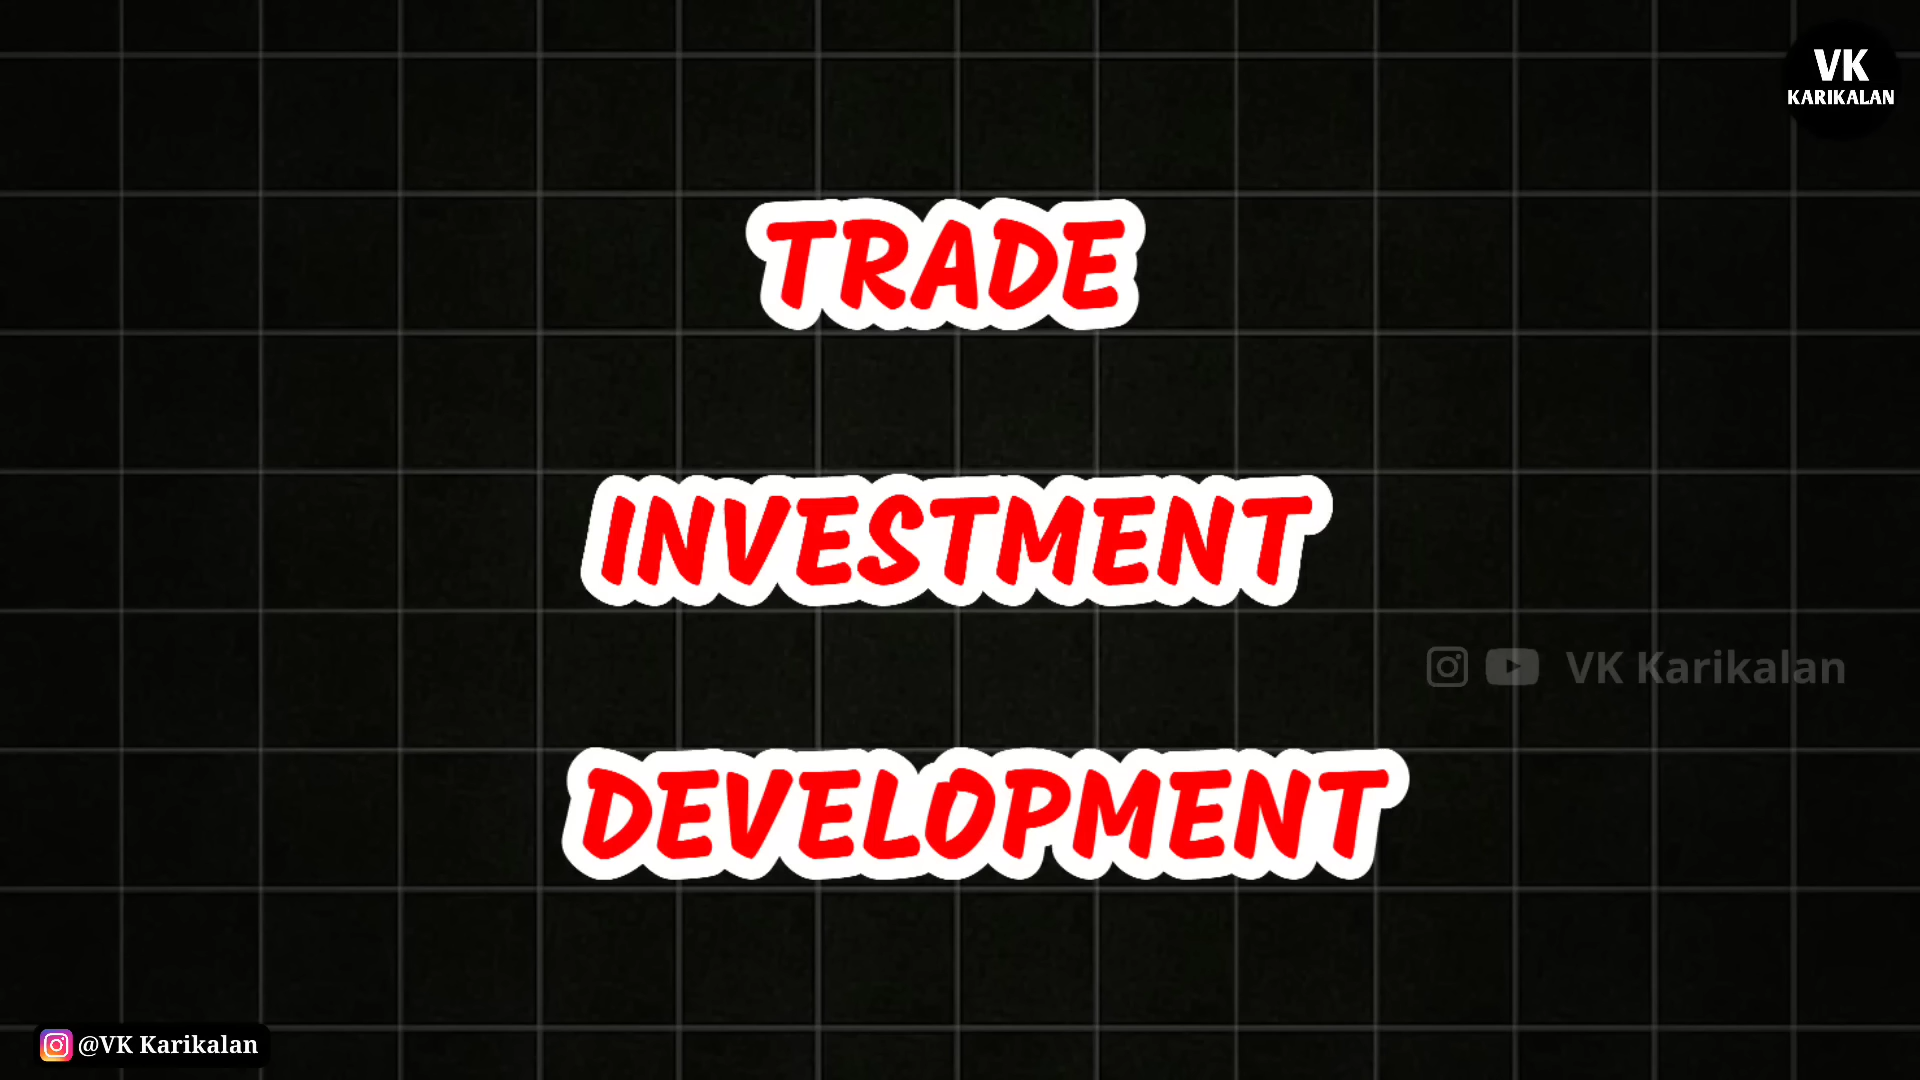 VK
KARIKALAN
TRADE
INVESTMENT
VK Karikalan
DEVELOPMENT
@VK Karikalan